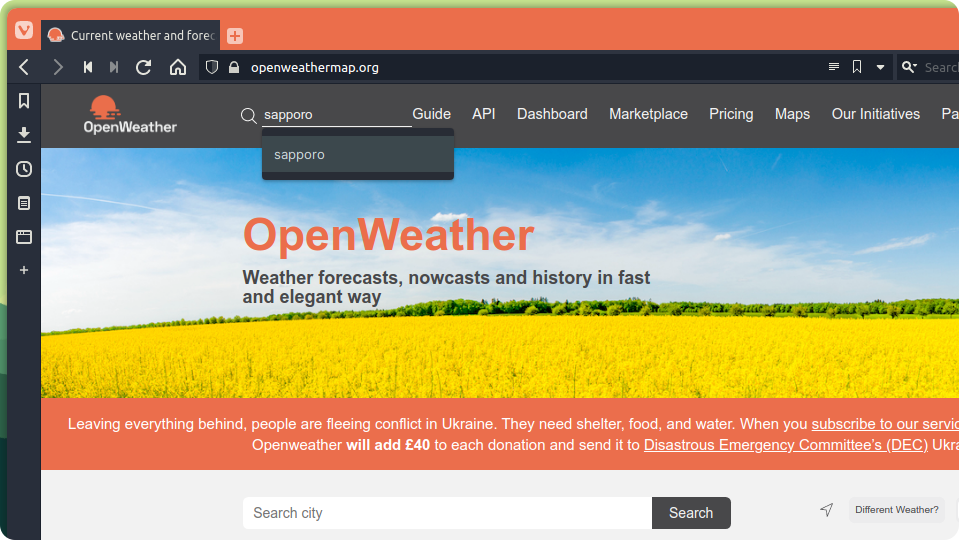 Current weather and forec
openweathermap.org
Search
OpenWeather
sapporo
Guide API Dashboard Marketplace Pricing Maps Our Initiatives Pa
sapporo
OpenWeather
Weather forecasts, nowcasts and history in fast
and elegant way
Leaving everything behind, people are fleeing conflict in Ukraine. They need shelter, food, and water. When you subscribe to our servic
Openweather will add £40 to each donation and send it to Disastrous Emergency Committee's (DEC) Ukra
Search city
Search
Different Weather?